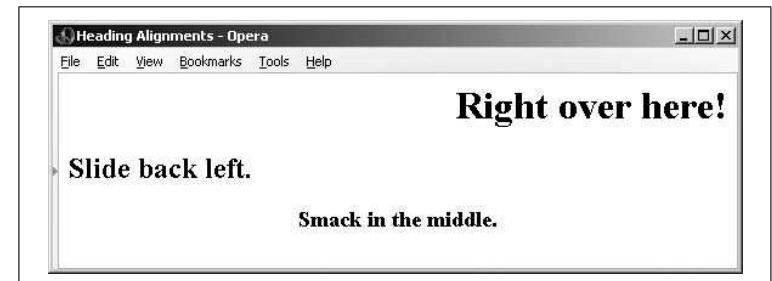 Heading Alignments - Opera
File Edit View Bookmarks Tools Help
Right over here!
Slide back left.
Smack in the middle.